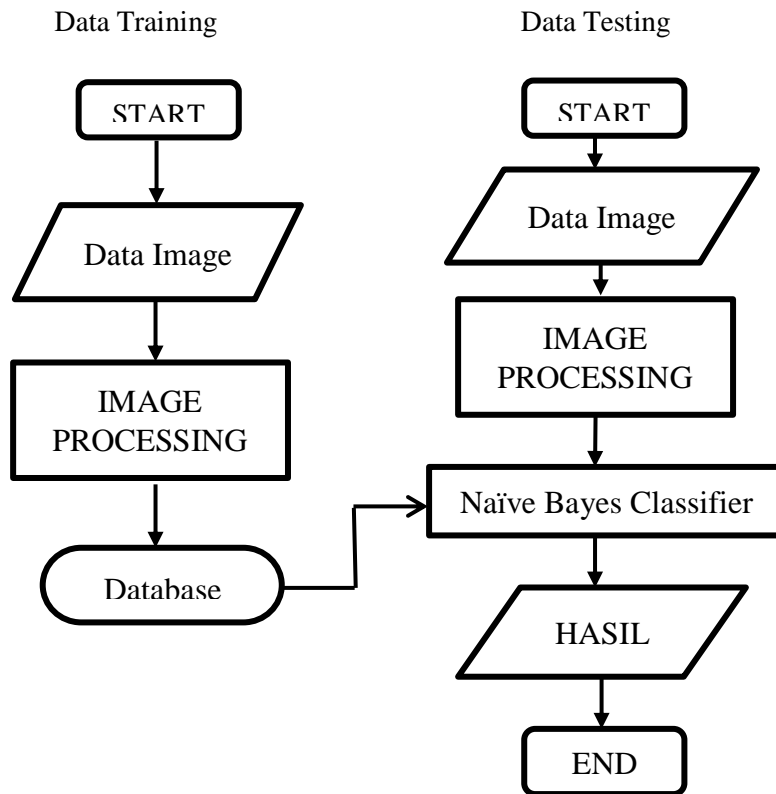 Data Training
START
Data Image
IMAGE
PROCESSING
Database
Data Testing
START
Data Image
IMAGE
PROCESSING
Naïve Bayes Classifier
HASIL
END